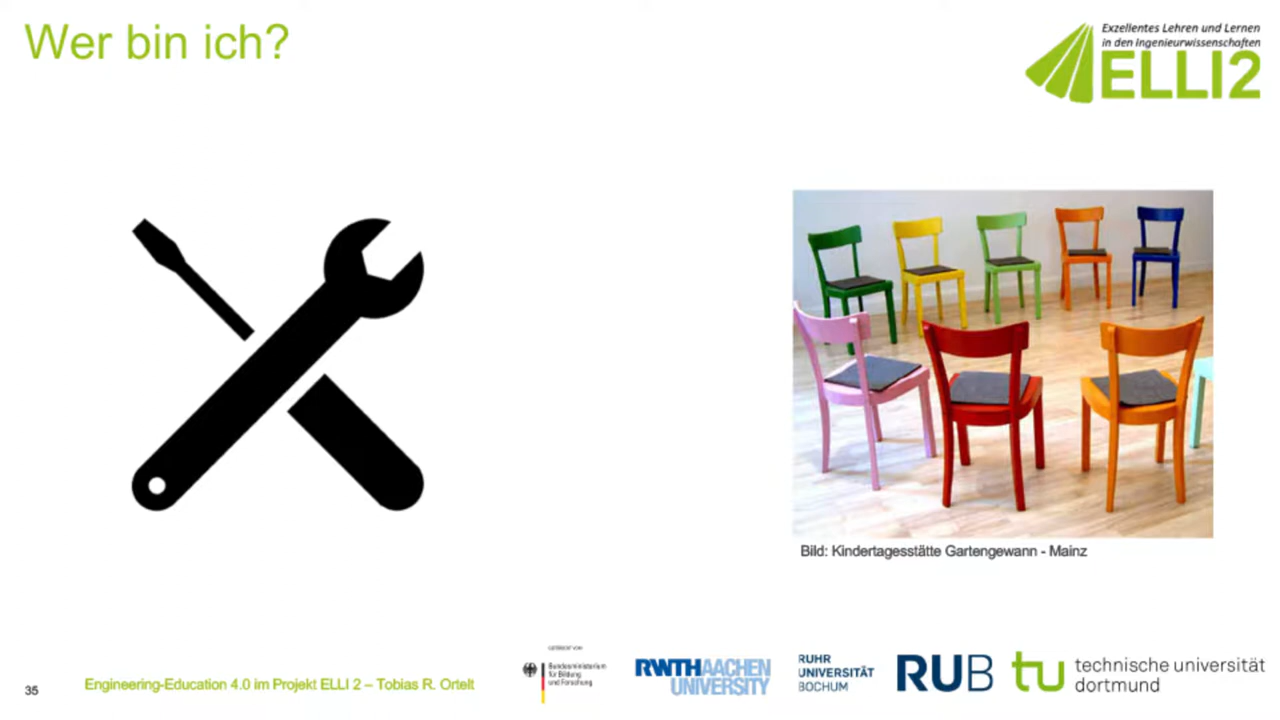 Wer bin ich?
Exzellentes Lehren und Lernen
in den Ingenieurwissenschaften
ELLI2
Bild: Kindertagesstätte Gartengewann - Mainz
35
Engineering-Education 4.0 im Projekt ELLI 2 – Tobias R. Ortelt
GEFÖRDERT VOM
Bundesministerium
für Bildung
und Forschung
RWTHAACHEN
UNIVERSITY
RUHR
UNIVERSITÄT
BOCHUM
RUB
tu
technische universität
dortmund